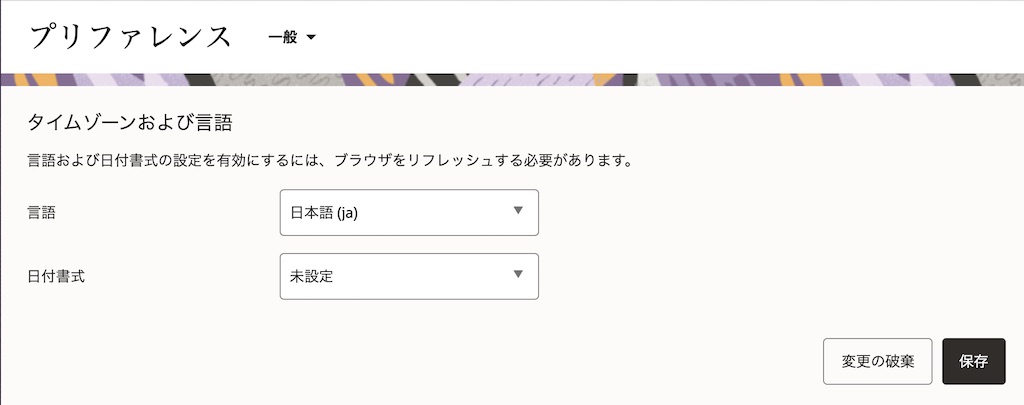 プリファレンス 一般
タイムゾーンおよび言語
言語および日付書式の設定を有効にするには、ブラウザをリフレッシュする必要があります。
言語 日本語 (ja)
日付書式 未設定
変更の破棄 保存